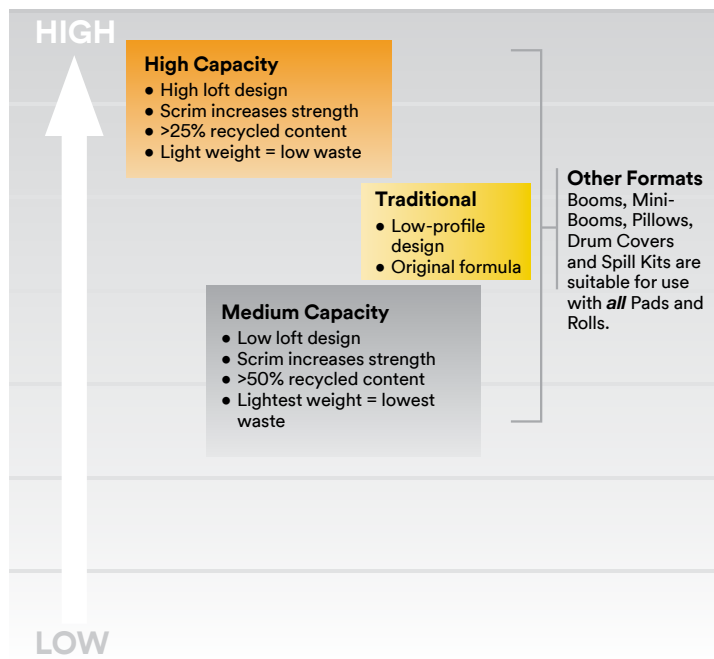 HIGH
High Capacity
● High loft design
● Scrim increases strength
● >25% recycled content
● Light weight = low waste
Traditional
● Low-profile
design
● Original formula
Medium Capacity
● Low loft design
● Scrim increases strength
● >50% recycled content
● Lightest weight = lowest
waste
Other Formats
Booms, Mini-
Booms, Pillows,
Drum Covers
and Spill Kits are
suitable for use
with all Pads and
Rolls.
LOW